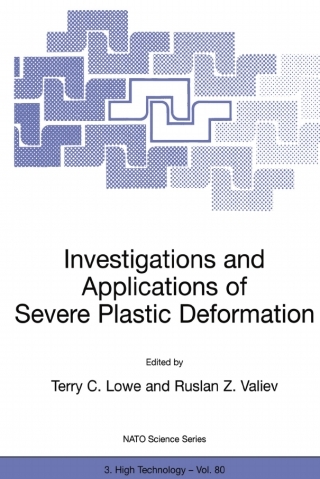 Investigations and
Applications of
Severe Plastic Deformation
Edited by
Terry C. Lowe and Ruslan Z. Valiev
NATO Science Series
3. High Technology – Vol. 80